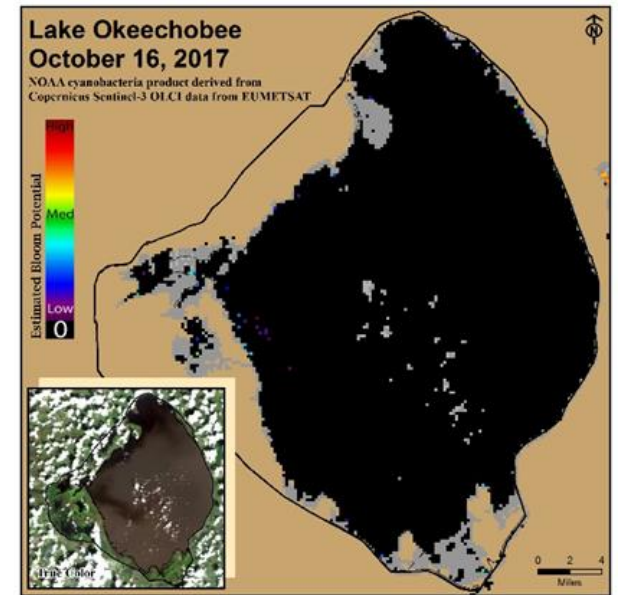 Lake Okeechobee
October 16, 2017
NOAA cyanobacteria product derived from
Copernicus Sentinel-3 OLCI data from EUMETSAT
N
Estimated Bloom Potential
High
Med
Low
0
True Color
0 2 4
Miles